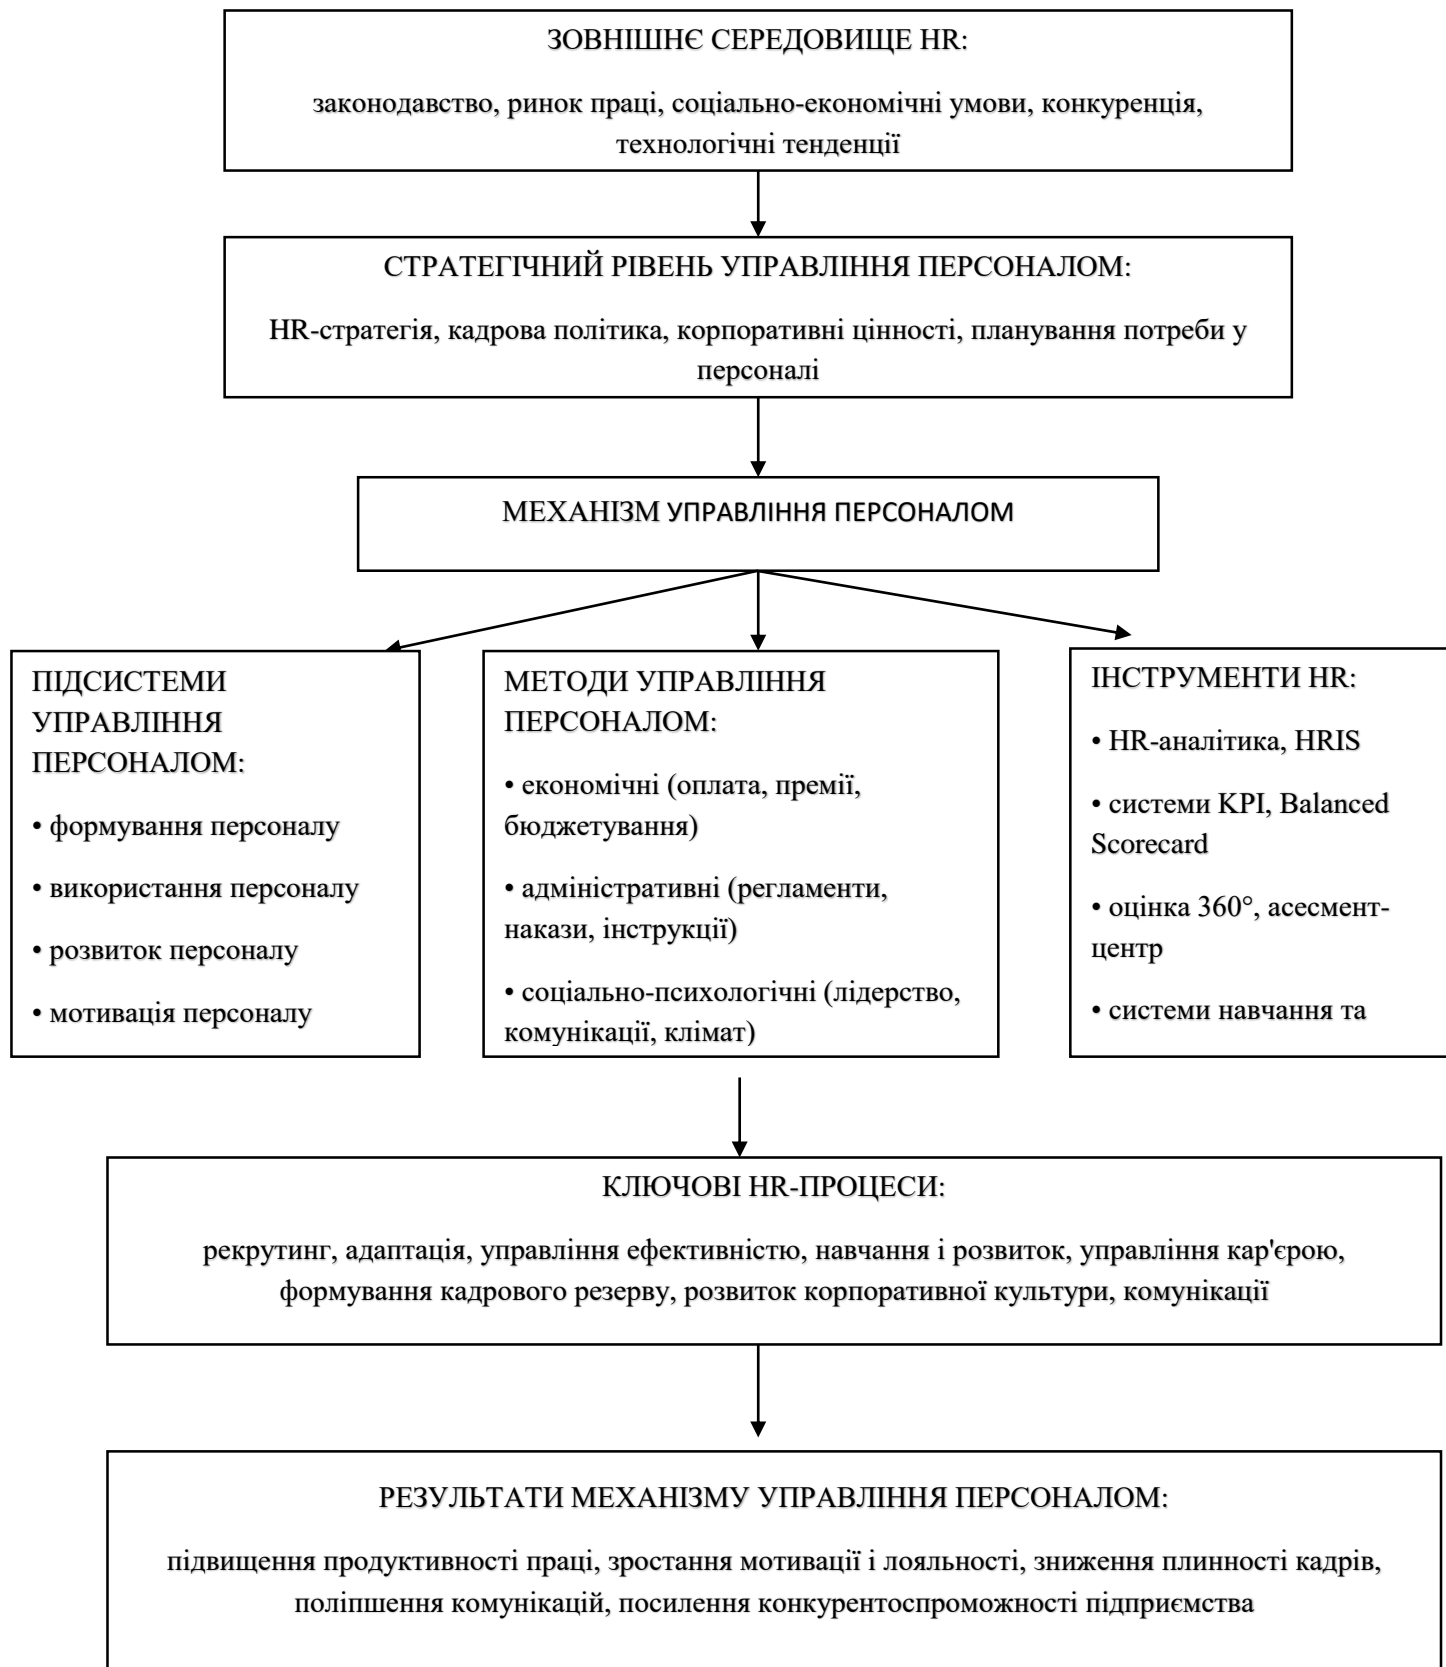 ЗОВНІШНЄ СЕРЕДОВИЩЕ HR:
законодавство, ринок праці, соціально-економічні умови, конкуренція,
технологічні тенденції
СТРАТЕГІЧНИЙ РІВЕНЬ УПРАВЛІННЯ ПЕРСОНАЛОМ:
HR-стратегія, кадрова політика, корпоративні цінності, планування потреби у
персоналі
МЕХАНІЗМ УПРАВЛІННЯ ПЕРСОНАЛОМ
ПІДСИСТЕМИ
УПРАВЛІННЯ
ПЕРСОНАЛОМ:
• формування персоналу
• використання персоналу
• розвиток персоналу
• мотивація персоналу
МЕТОДИ УПРАВЛІННЯ
ПЕРСОНАЛОМ:
• економічні (оплата, премії,
бюджетування)
• адміністративні (регламенти,
накази, інструкції)
• соціально-психологічні (лідерство,
комунікації, клімат)
ІНСТРУМЕНТИ HR:
• HR-аналітика, HRIS
• системи KPI, Balanced
Scorecard
• оцінка 360°, асесмент-
центр
• системи навчання та
КЛЮЧОВІ HR-ПРОЦЕСИ:
рекрутинг, адаптація, управління ефективністю, навчання і розвиток, управління кар'єрою,
формування кадрового резерву, розвиток корпоративної культури, комунікації
РЕЗУЛЬТАТИ МЕХАНІЗМУ УПРАВЛІННЯ ПЕРСОНАЛОМ:
підвищення продуктивності праці, зростання мотивації і лояльності, зниження плинності кадрів,
поліпшення комунікацій, посилення конкурентоспроможності підприємства